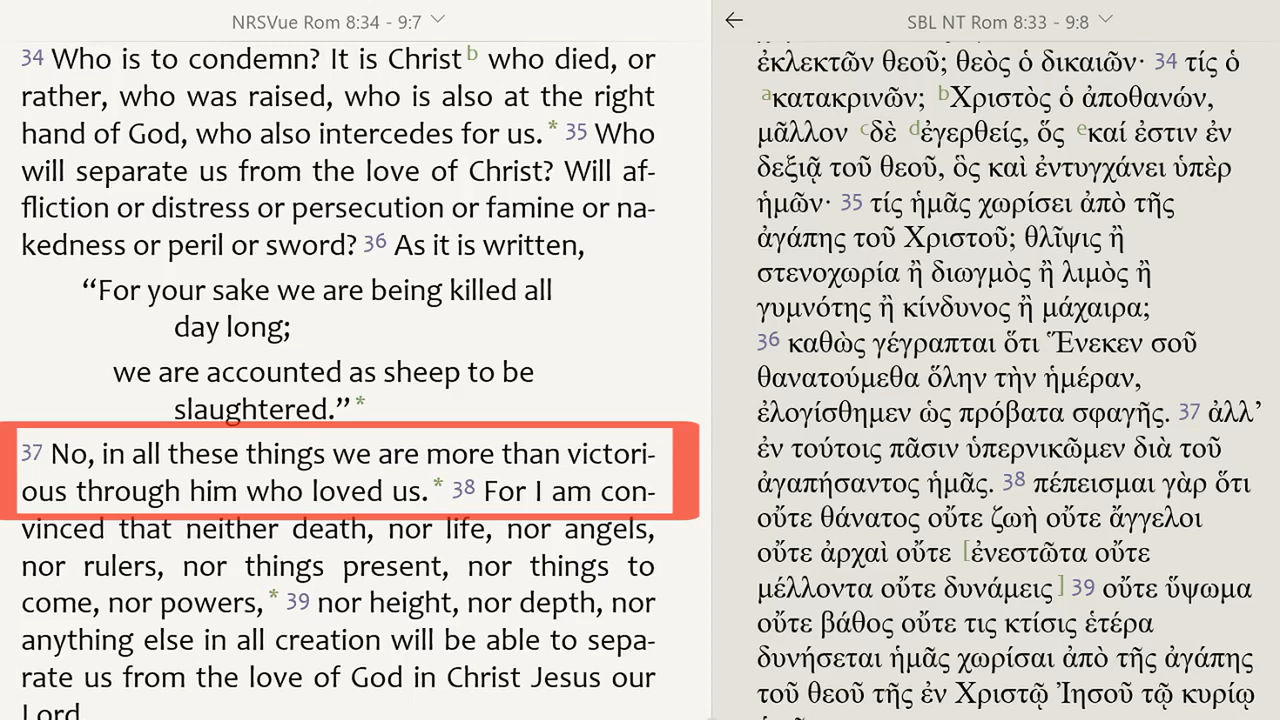 NRSVue Rom 8:34 - 9:7
34 Who is to condemn? It is Christ b who died, or
rather, who was raised, who is also at the right
hand of God, who also intercedes for us. * 35 Who
will separate us from the love of Christ? Will af-
fliction or distress or persecution or famine or na-
kedness or peril or sword? 36 As it is written,
“For your sake we are being killed all
day long;
we are accounted as sheep to be
slaughtered.” *
37 No, in all these things we are more than victori-
ous through him who loved us. * 38 For I am con-
vinced that neither death, nor life, nor angels,
nor rulers, nor things present, nor things to
come, nor powers, * 39 nor height, nor depth, nor
anything else in all creation will be able to sepa-
rate us from the love of God in Christ Jesus our
Lord
SBL NT Rom 8:33 - 9:8
ἐκλεκτῶν θεοῦ; θεὸς ὁ δικαιῶν· 34 τίς ὁ
a κατακρινῶν; b Χριστὸς ὁ ἀποθανών,
μᾶλλον c δὲ d ἐγερθείς, ὅς e καί ἐστιν ἐν
δεξιᾷ τοῦ θεοῦ, ὃς καὶ ἐντυγχάνει ὑπὲρ
ἡμῶν· 35 τίς ἡμᾶς χωρίσει ἀπὸ τῆς
ἀγάπης τοῦ Χριστοῦ; θλῖψις ἢ
στενοχωρία ἢ διωγμὸς ἢ λιμὸς ἢ
γυμνότης ἢ κίνδυνος ἢ μάχαιρα;
36 καθὼς γέγραπται ὅτι Ἕνεκεν σοῦ
θανατούμεθα ὅλην τὴν ἡμέραν,
ἐλογίσθημεν ὡς πρόβατα σφαγῆς. 37 ἀλλ’
ἐν τούτοις πᾶσιν ὑπερνικῶμεν διὰ τοῦ
ἀγαπήσαντος ἡμᾶς. 38 πέπεισμαι γὰρ ὅτι
οὔτε θάνατος οὔτε ζωὴ οὔτε ἄγγελοι
οὔτε ἀρχαὶ οὔτε [ἐνεστῶτα οὔτε
μέλλοντα οὔτε δυνάμεις] 39 οὔτε ὕψωμα
οὔτε βάθος οὔτε τις κτίσις ἑτέρα
δυνήσεται ἡμᾶς χωρίσαι ἀπὸ τῆς ἀγάπης
τοῦ θεοῦ τῆς ἐν Χριστῷ Ἰησοῦ τῷ κυρίῳ